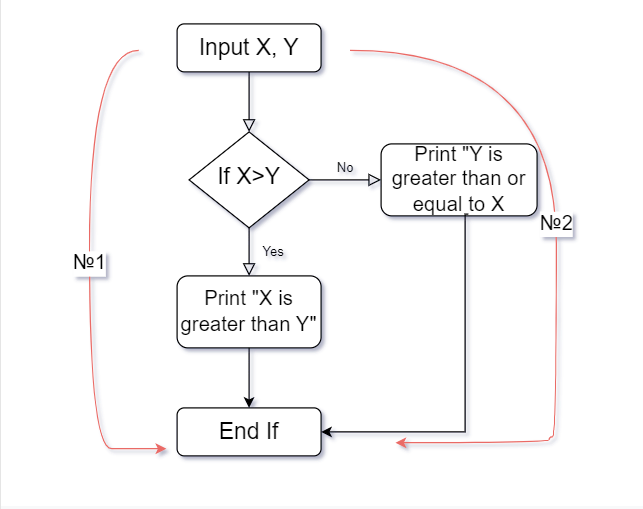 Input X, Y
If X>Y
No
Print "Y is
greater than or
equal to X
№2
Yes
№1
Print "X is
greater than Y"
End If